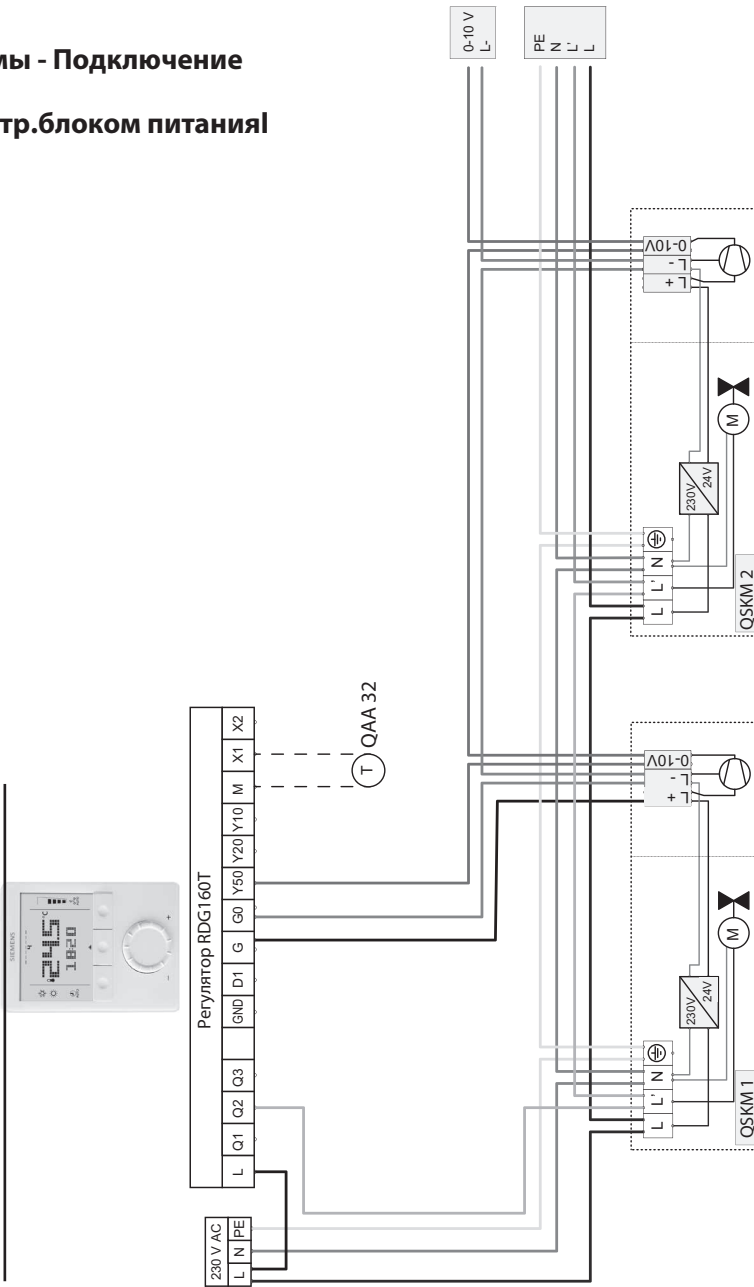 мы - Подключение
тр.блоком питанияl
0-10 V
L-
PE
N
L'
L
SIEMENS
Регулятор RDG160T
L
Q1
Q2
Q3
GND
D1
G
G0
Y50
Y20
Y10
M
X1
X2
T
QAA 32
230 V AC
L
N
PE
L
L'
N
230V
24V
M
L +
L -
0-10V
QSKM 1
L
L'
N
230V
24V
M
L +
L -
0-10V
QSKM 2